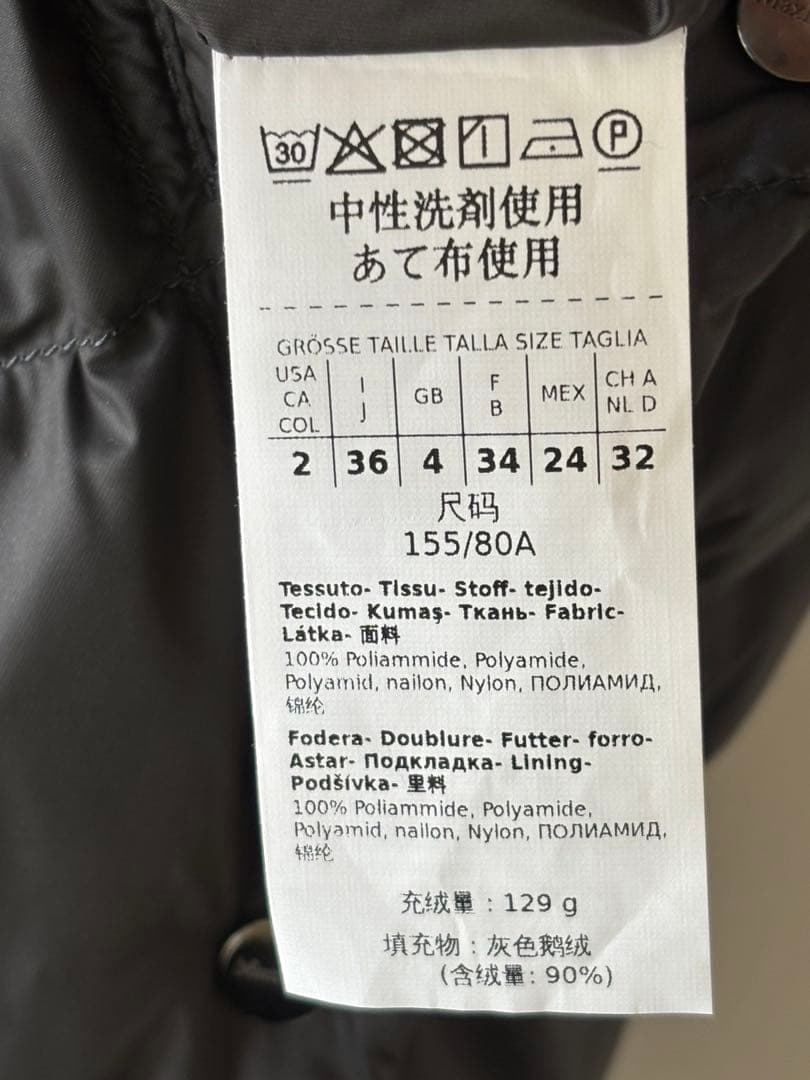 30
P
中性洗剤使用
あて布使用
GRÖSSE TAILLE TALLA SIZE TAGLIA
USA CA COL I J GB F B MEX CH A NL D
2 36 4 34 24 32
尺码
155/80A
Tessuto- Tissu- Stoff- tejido-
Tecido- Kumaş- Ткань- Fabric-
Látka- 面料
100% Poliammide, Polyamide,
Polyamid, nailon, Nylon, ПОЛИАМИД,
锦纶
Fodera- Doublure- Futter- forro-
Astar- Подкладка- Lining-
Podšívka- 里料
100% Poliammide, Polyamide,
Polyamid, nailon, Nylon, ПОЛИАМИД,
锦纶
充绒量 : 129 g
填充物 : 灰色鹅绒
(含绒量: 90%)